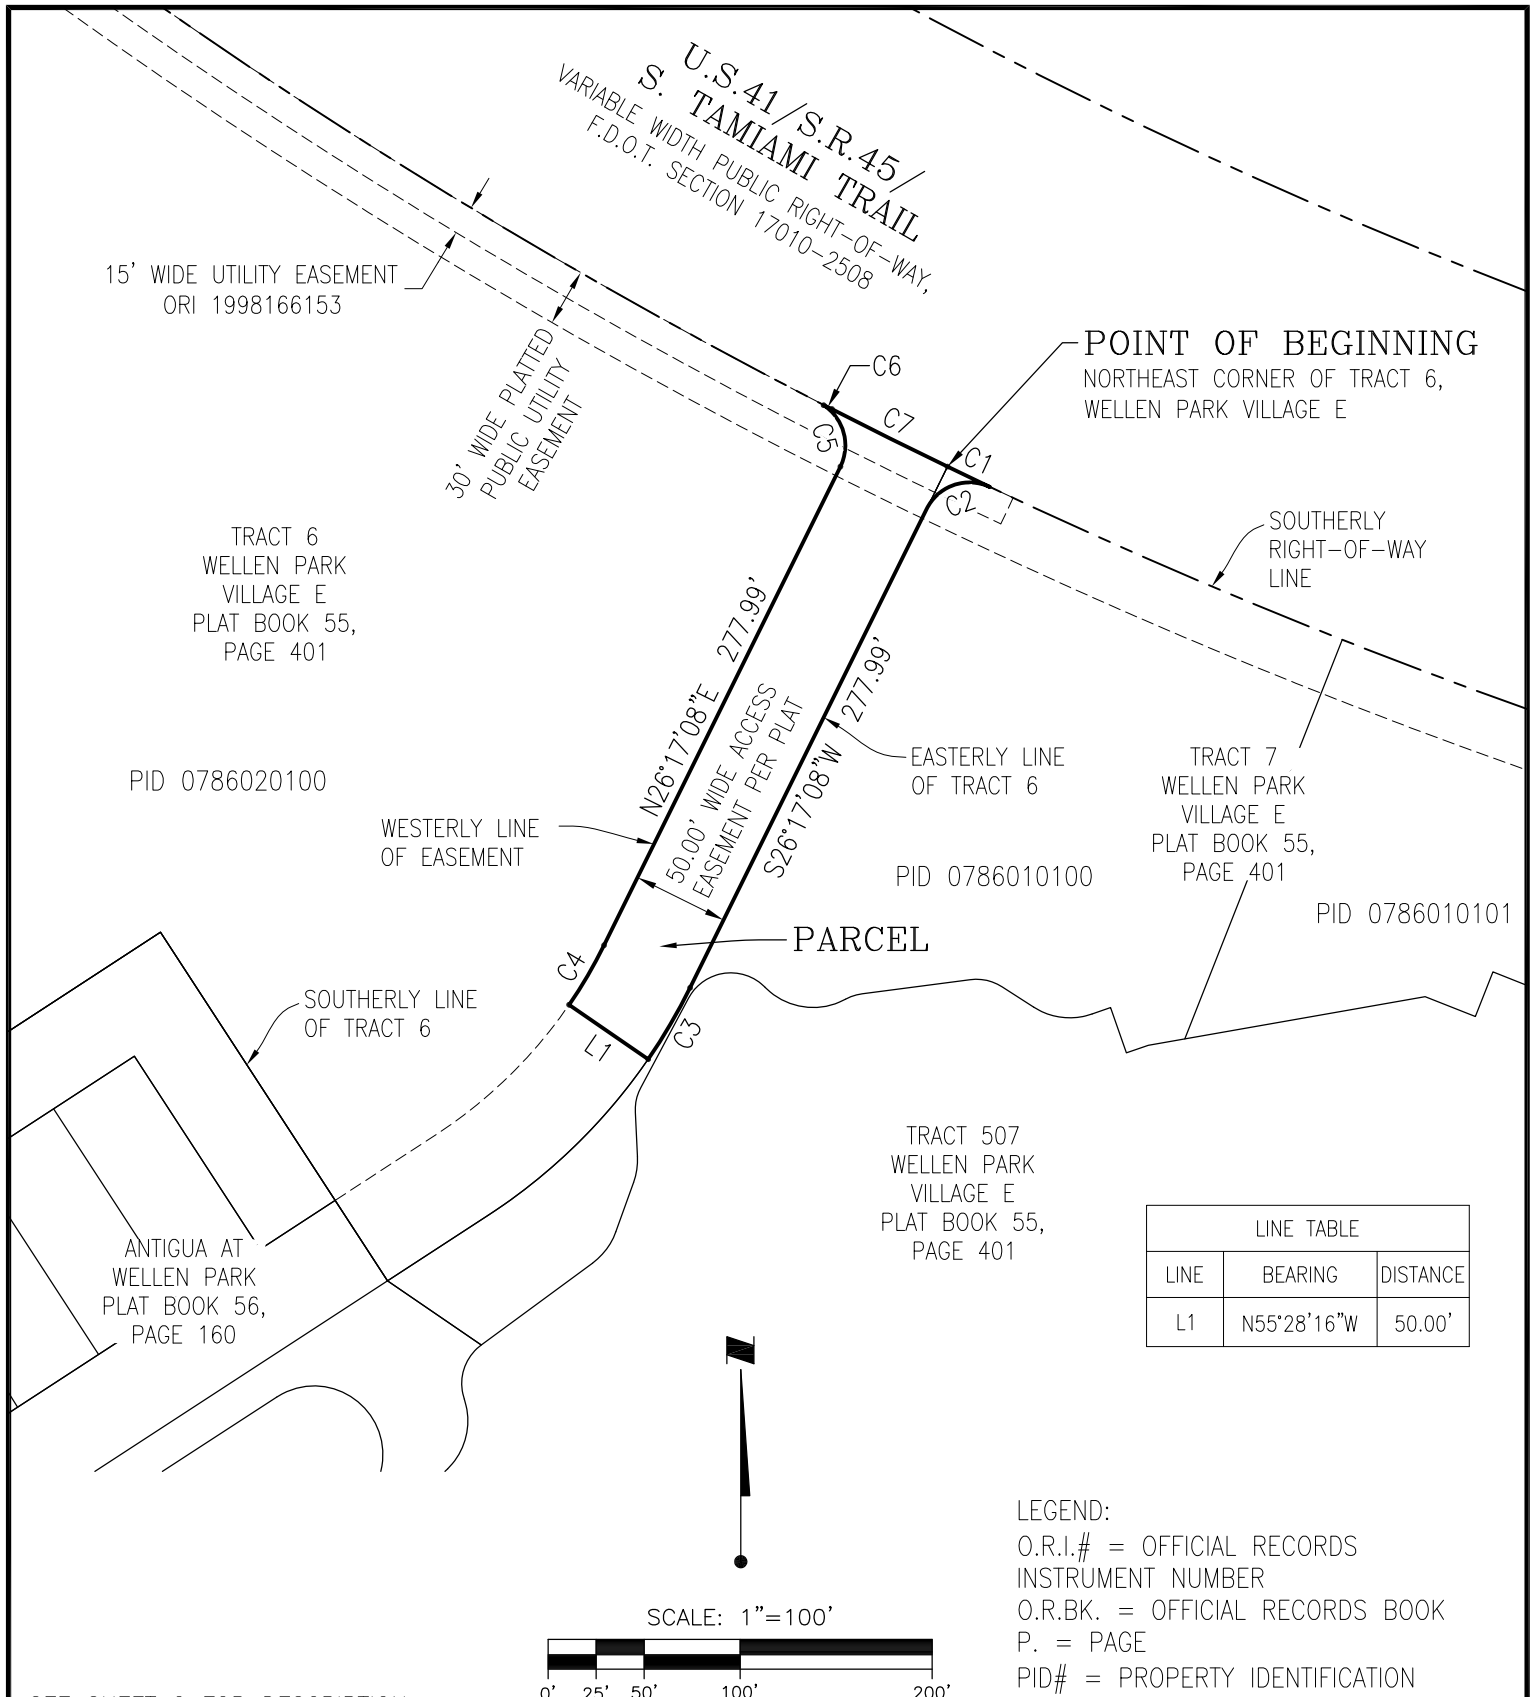 U.S.41/S.R.45/
S. TAMIAMI TRAIL
VARIABLE WIDTH PUBLIC RIGHT-OF-WAY,
F.D.O.T. SECTION 17010-2508
15' WIDE UTILITY EASEMENT
ORI 1998166153
30' WIDE PLATTED
PUBLIC UTILITY
EASEMENT
C6
C7
C5
POINT OF BEGINNING
NORTHEAST CORNER OF TRACT 6,
WELLEN PARK VILLAGE E
C1
C2
SOUTHERLY
RIGHT-OF-WAY
LINE
TRACT 6
WELLEN PARK
VILLAGE E
PLAT BOOK 55,
PAGE 401
N26°17'08"E 277.99'
50.00' WIDE ACCESS
EASEMENT PER PLAT
S26°17'08"W 277.99'
EASTERLY LINE
OF TRACT 6
TRACT 7
WELLEN PARK
VILLAGE E
PLAT BOOK 55,
PAGE 401
PID 0786020100
WESTERLY LINE
OF EASEMENT
PID 0786010100
PID 0786010101
PARCEL
C4
C3
L1
SOUTHERLY LINE
OF TRACT 6
TRACT 507
WELLEN PARK
VILLAGE E
PLAT BOOK 55,
PAGE 401
ANTIGUA AT
WELLEN PARK
PLAT BOOK 56,
PAGE 160
LINE TABLE
LINE BEARING DISTANCE
L1 N55°28'16"W 50.00'
N
SCALE: 1"=100'
0' 25' 50' 100' 200'
LEGEND:
O.R.I.# = OFFICIAL RECORDS
INSTRUMENT NUMBER
O.R.BK. = OFFICIAL RECORDS BOOK
P. = PAGE
PID# = PROPERTY IDENTIFICATION